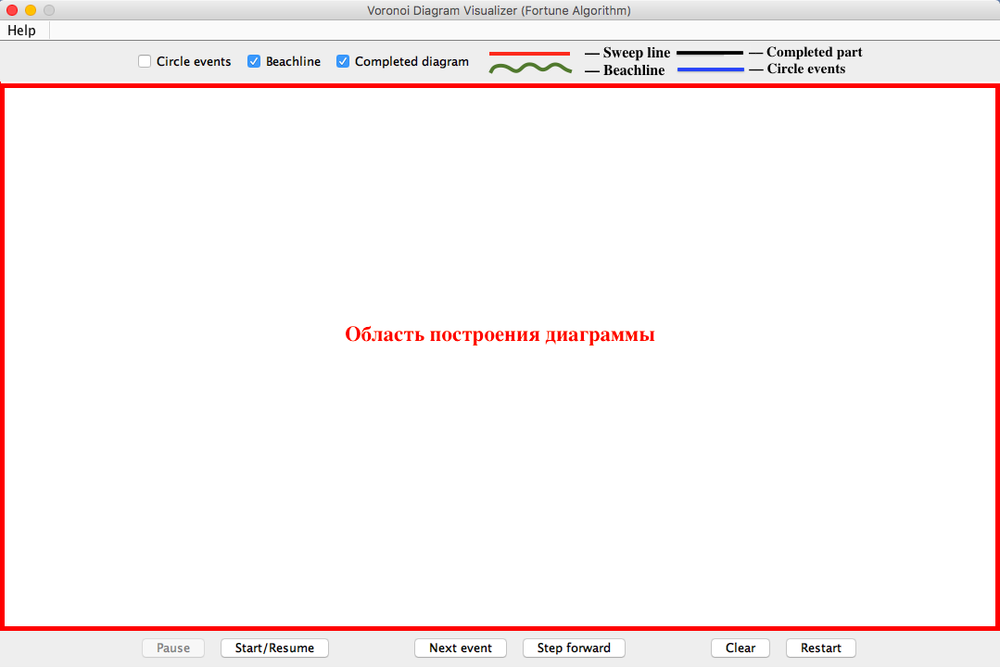 Voronoi Diagram Visualizer (Fortune Algorithm)
Help
Circle events Beachline Completed diagram
— Sweep line — Completed part
— Beachline — Circle events
Область построения диаграммы
Pause Start/Resume Next event Step forward Clear Restart